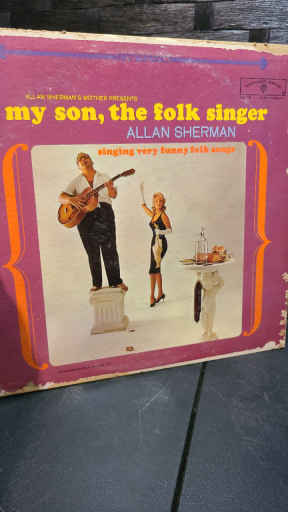 ALLAN SHERMAN'S MOTHER PRESENTS
my son, the folk singer
ALLAN SHERMAN
singing very funny folk songs